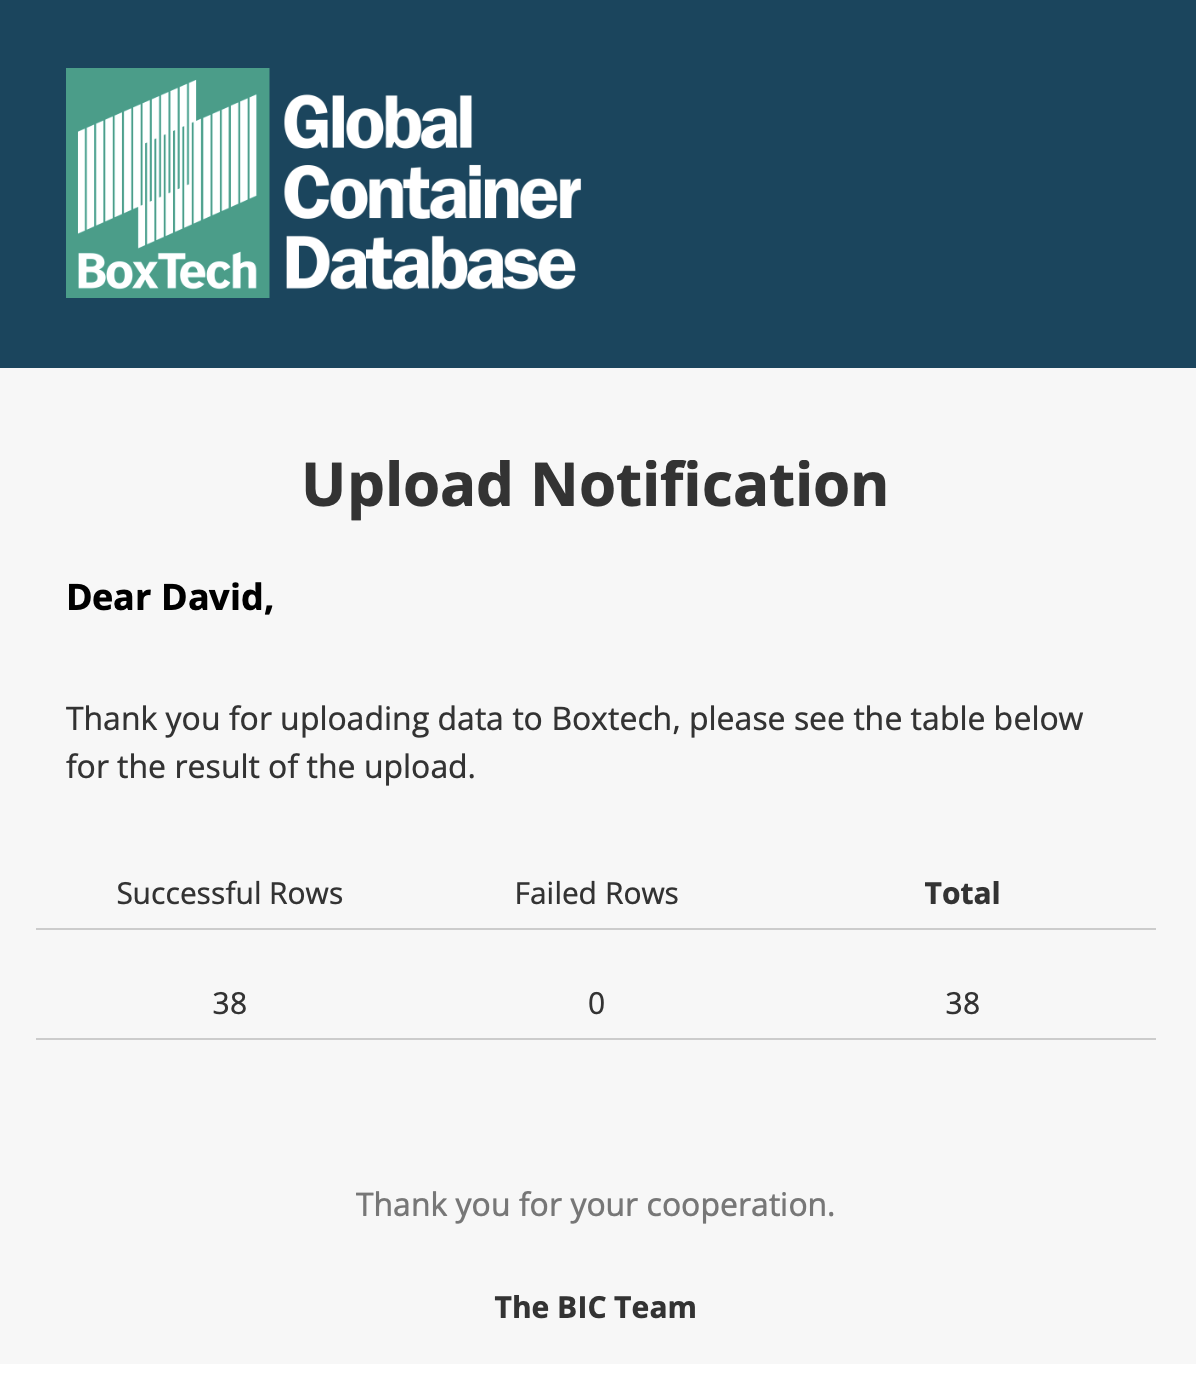 Global
Container
Database
BoxTech
Upload Notification
Dear David,
Thank you for uploading data to Boxtech, please see the table below
for the result of the upload.
Successful Rows Failed Rows Total
38 0 38
Thank you for your cooperation.
The BIC Team